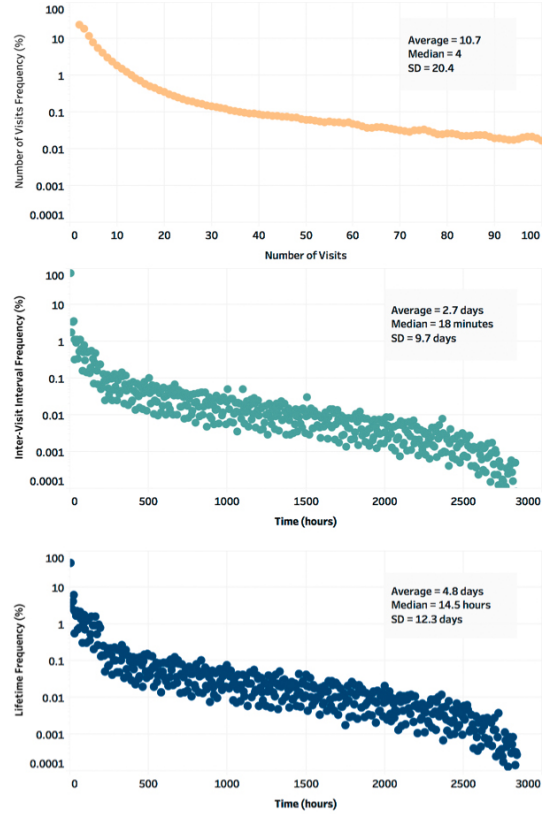 100
10
1
0.1
0.01
0.001
0.0001
Number of Visits Frequency (%)
Average = 10.7
Median = 4
SD = 20.4
0 10 20 30 40 50 60 70 80 90 100
Number of Visits
100
10
1
0.1
0.01
0.001
0.0001
Inter-Visit Interval Frequency (%)
Average = 2.7 days
Median = 18 minutes
SD = 9.7 days
0 500 1000 1500 2000 2500 3000
Time (hours)
100
10
1
0.1
0.01
0.001
0.0001
Lifetime Frequency (%)
Average = 4.8 days
Median = 14.5 hours
SD = 12.3 days
0 500 1000 1500 2000 2500 3000
Time (hours)